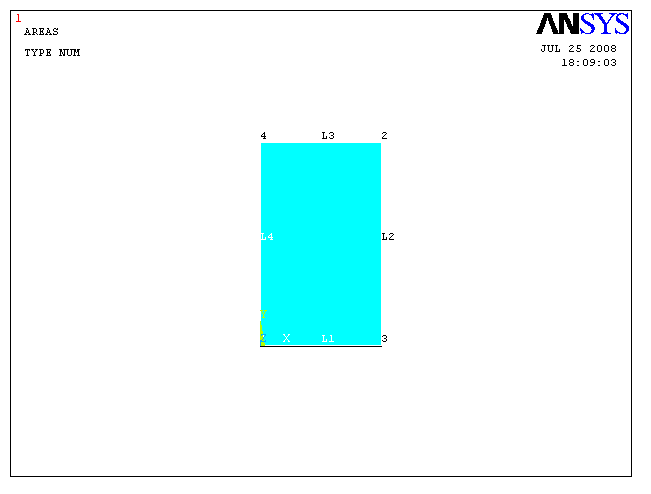 1
AREAS
TYPE NUM
ANSYS
JUL 25 2008
18:09:03
4 L3 2
L4 L2
Z X L1 3